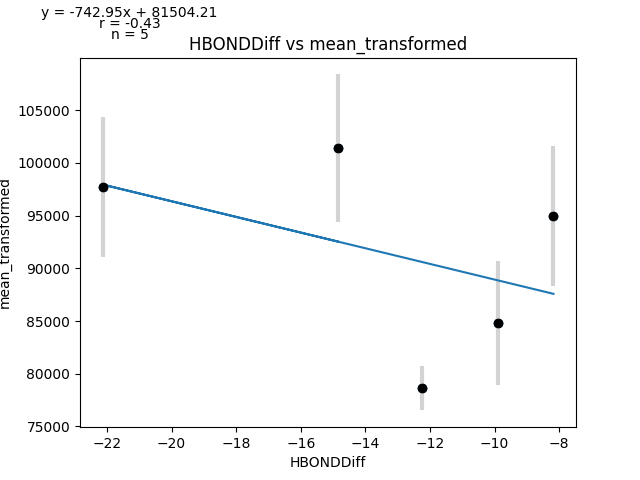 y = -742.95x + 81504.21
r = -0.43
n = 5
HBONDDiff vs mean_transformed
105000
100000
95000
90000
85000
80000
75000
mean_transformed
−22 −20 −18 −16 −14 −12 −10 −8
HBONDDiff